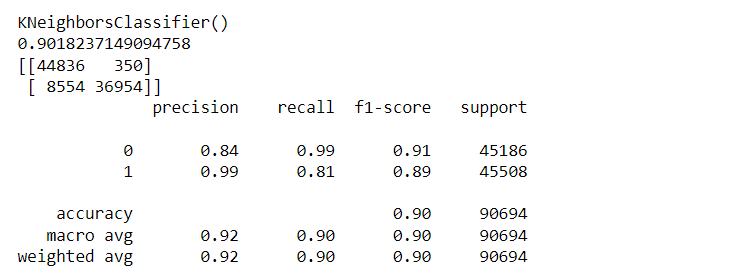 KNeighborsClassifier()
0.9018237149094758
[[44836   350]
 [ 8554 36954]]
              precision    recall  f1-score   support

           0       0.84      0.99      0.91     45186
           1       0.99      0.81      0.89     45508

    accuracy                           0.90     90694
   macro avg       0.92      0.90      0.90     90694
weighted avg       0.92      0.90      0.90     90694